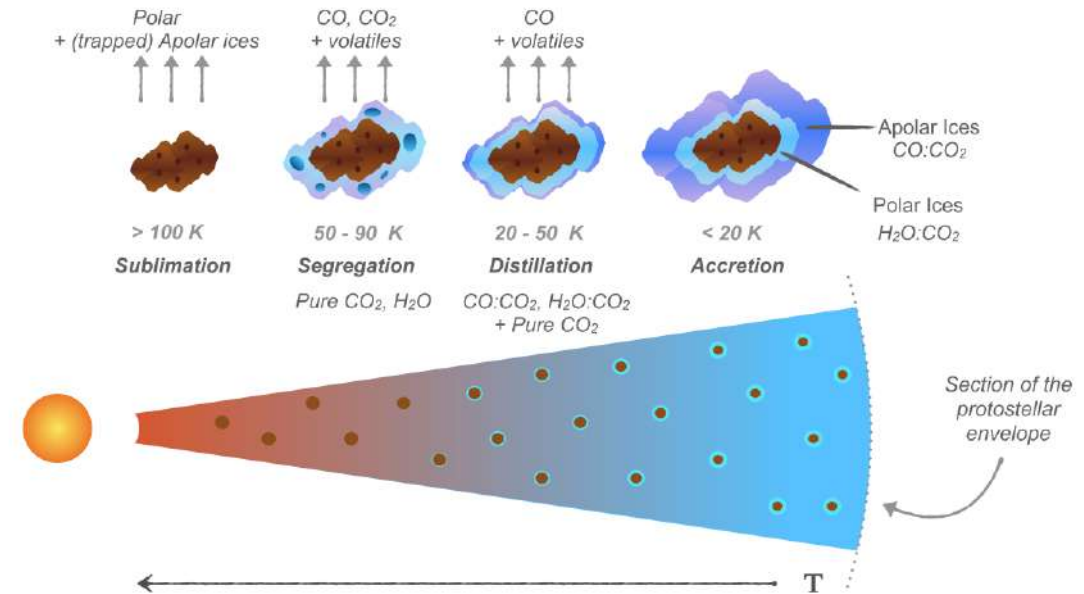 Polar
+ (trapped) Apolar ices
CO, CO₂
+ volatiles
CO
+ volatiles
Apolar Ices
CO:CO₂
Polar Ices
H₂O:CO₂
> 100 K
50 - 90 K
20 - 50 K
< 20 K
Sublimation
Segregation
Distillation
Accretion
Pure CO₂, H₂O
CO:CO₂, H₂O:CO₂
+ Pure CO₂
Section of the
protostellar
envelope
T